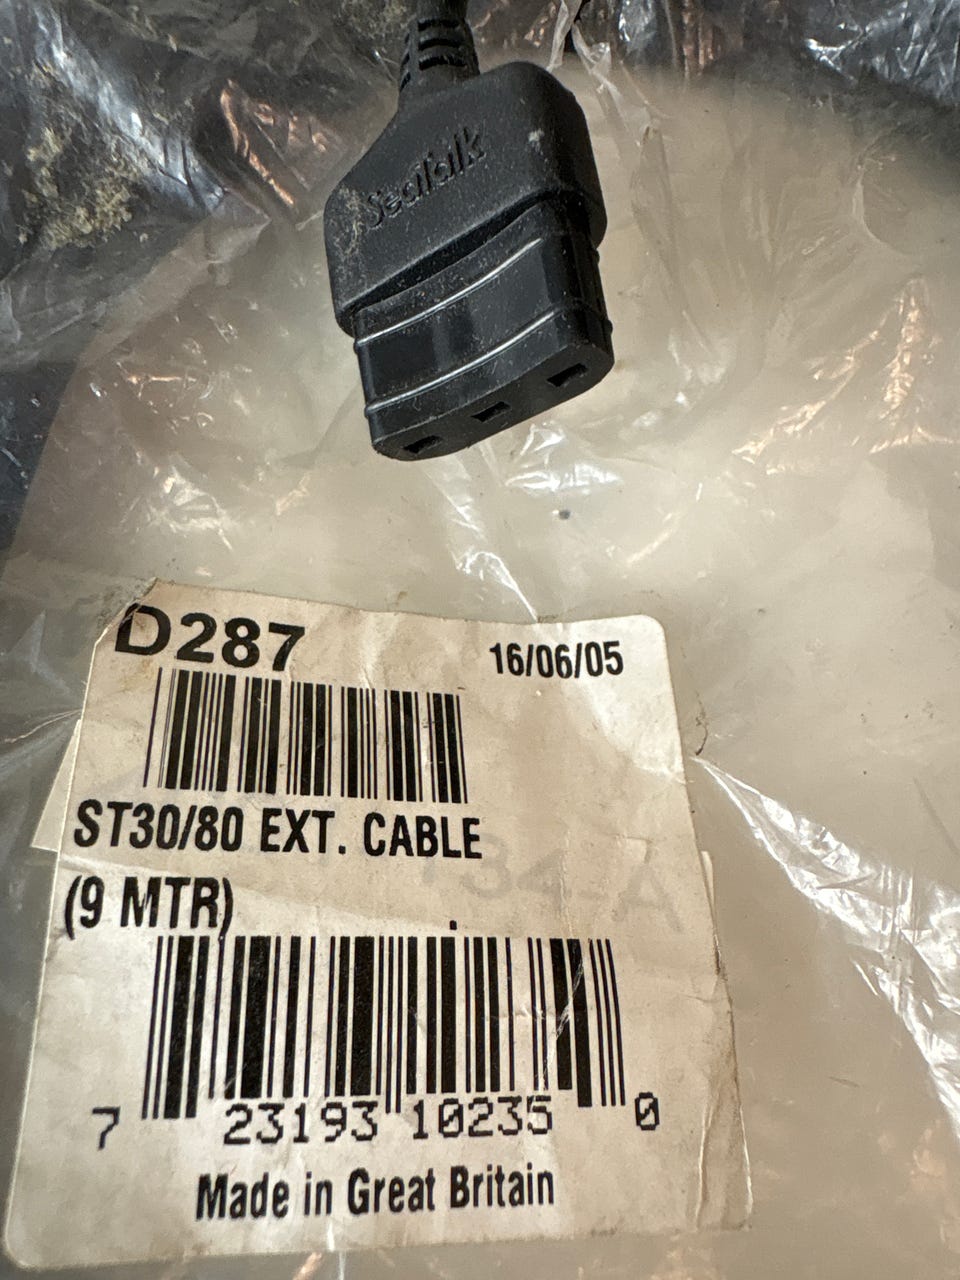 SeaTalk
D287
16/06/05
ST30/80 EXT. CABLE
(9 MTR)
734-A
7 23193 10235 0
Made in Great Britain